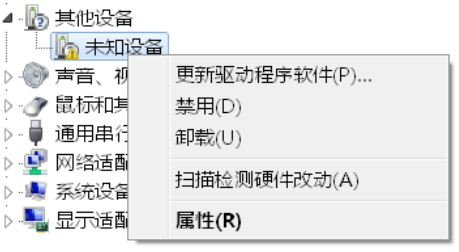 其他设备
未知设备
声音、视
鼠标和其
通用串行
网络适配
系统设备
显示适配
更新驱动程序软件(P)...
禁用(D)
卸载(U)
扫描检测硬件改动(A)
属性(R)